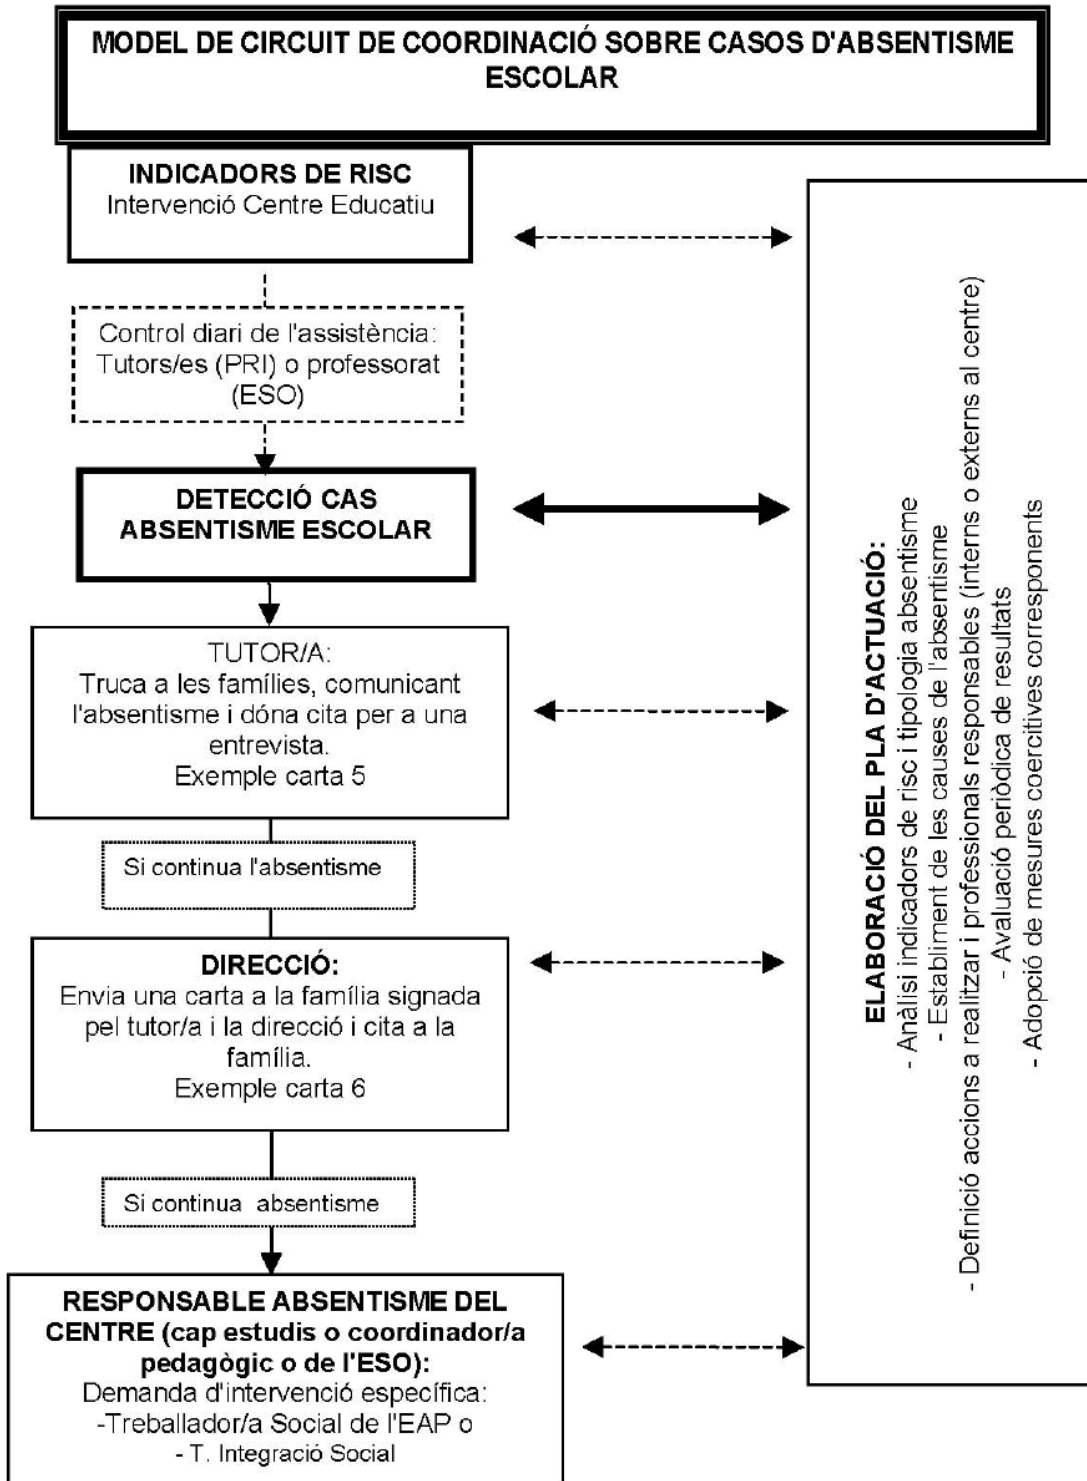 MODEL DE CIRCUIT DE COORDINACIÓ SOBRE CASOS D'ABSENTISME
ESCOLAR
INDICADORS DE RISC
Intervenció Centre Educatiu
Control diari de l'assistència:
Tutors/es (PRI) o professorat
(ESO)
DETECCIÓ CAS
ABSENTISME ESCOLAR
TUTOR/A:
Truca a les famílies, comunicant
l'absentisme i dóna cita per a una
entrevista.
Exemple carta 5
Si continua l'absentisme
DIRECCIÓ:
Envia una carta a la família signada
pel tutor/a i la direcció i cita a la
família.
Exemple carta 6
Si continua absentisme
RESPONSABLE ABSENTISME DEL
CENTRE (cap estudis o coordinador/a
pedagògic o de l'ESO):
Demanda d'intervenció específica:
-Treballador/a Social de l'EAP o
- T. Integració Social
ELABORACIÓ DEL PLA D'ACTUACIÓ:
- Anàlisi indicadors de risc i tipologia absentisme
- Establiment de les causes de l'absentisme
- Definició accions a realitzar i professionals responsables (interns o externs al centre)
- Avaluació periòdica de resultats
- Adopció de mesures coercitives corresponents